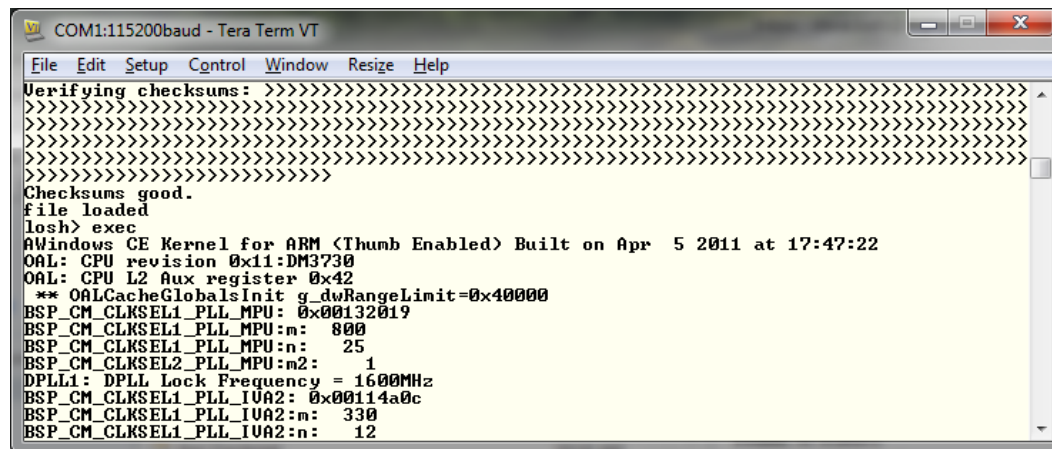 COM1:115200baud - Tera Term VT
File Edit Setup Control Window Resize Help
Verifying checksums: >>>>>>>>>>>>>>>>>>>>>>>>>>>>>>>>>>>>>>>>>>>>>>>>>>>>>>>>>>>>>>>>>>>
>>>>>>>>>>>>>>>>>>>>>>>>>>>>>>>>>>>>>>>>>>>>>>>>>>>>>>>>>>>>>>>>>>>>>>>>>>>>>>>>>>>>>>>>
>>>>>>>>>>>>>>>>>>>>>>>>>>>>>>>>>>>>>>>>>>>>>>>>>>>>>>>>>>>>>>>>>>>>>>>>>>>>>>>>>>>>>>>>
>>>>>>>>>>>>>>>>>>>>>>>>>>>>>>>>>>>>>>>>>>>>>>>>>>>>>>>>>>>>>>>>>>>>>>>>>>>>>>>>>>>>>>>>
>>>>>>>>>>>>>>>>>>>>>>>>>>>>>>>>>>>>>>>>>>>>>>>>>>>>>>>>>>>>>>>>>>>>>>>>>>>>>>>>>>>>>>>>
>>>>>>>>>>>>>>>>>>>>>>>>>>>
Checksums good.
file loaded
losh> exec
AWindows CE Kernel for ARM (Thumb Enabled) Built on Apr  5 2011 at 17:47:22
OAL: CPU revision 0x11:DM3730
OAL: CPU L2 Aux register 0x42
 ** OALCacheGlobalsInit g_dwRangeLimit=0x40000
BSP_CM_CLKSEL1_PLL_MPU: 0x00132019
BSP_CM_CLKSEL1_PLL_MPU:m:  800
BSP_CM_CLKSEL1_PLL_MPU:n:   25
BSP_CM_CLKSEL2_PLL_MPU:m2:    1
DPLL1: DPLL Lock Frequency = 1600MHz
BSP_CM_CLKSEL1_PLL_IVA2: 0x00114a0c
BSP_CM_CLKSEL1_PLL_IVA2:m:  330
BSP_CM_CLKSEL1_PLL_IVA2:n:   12